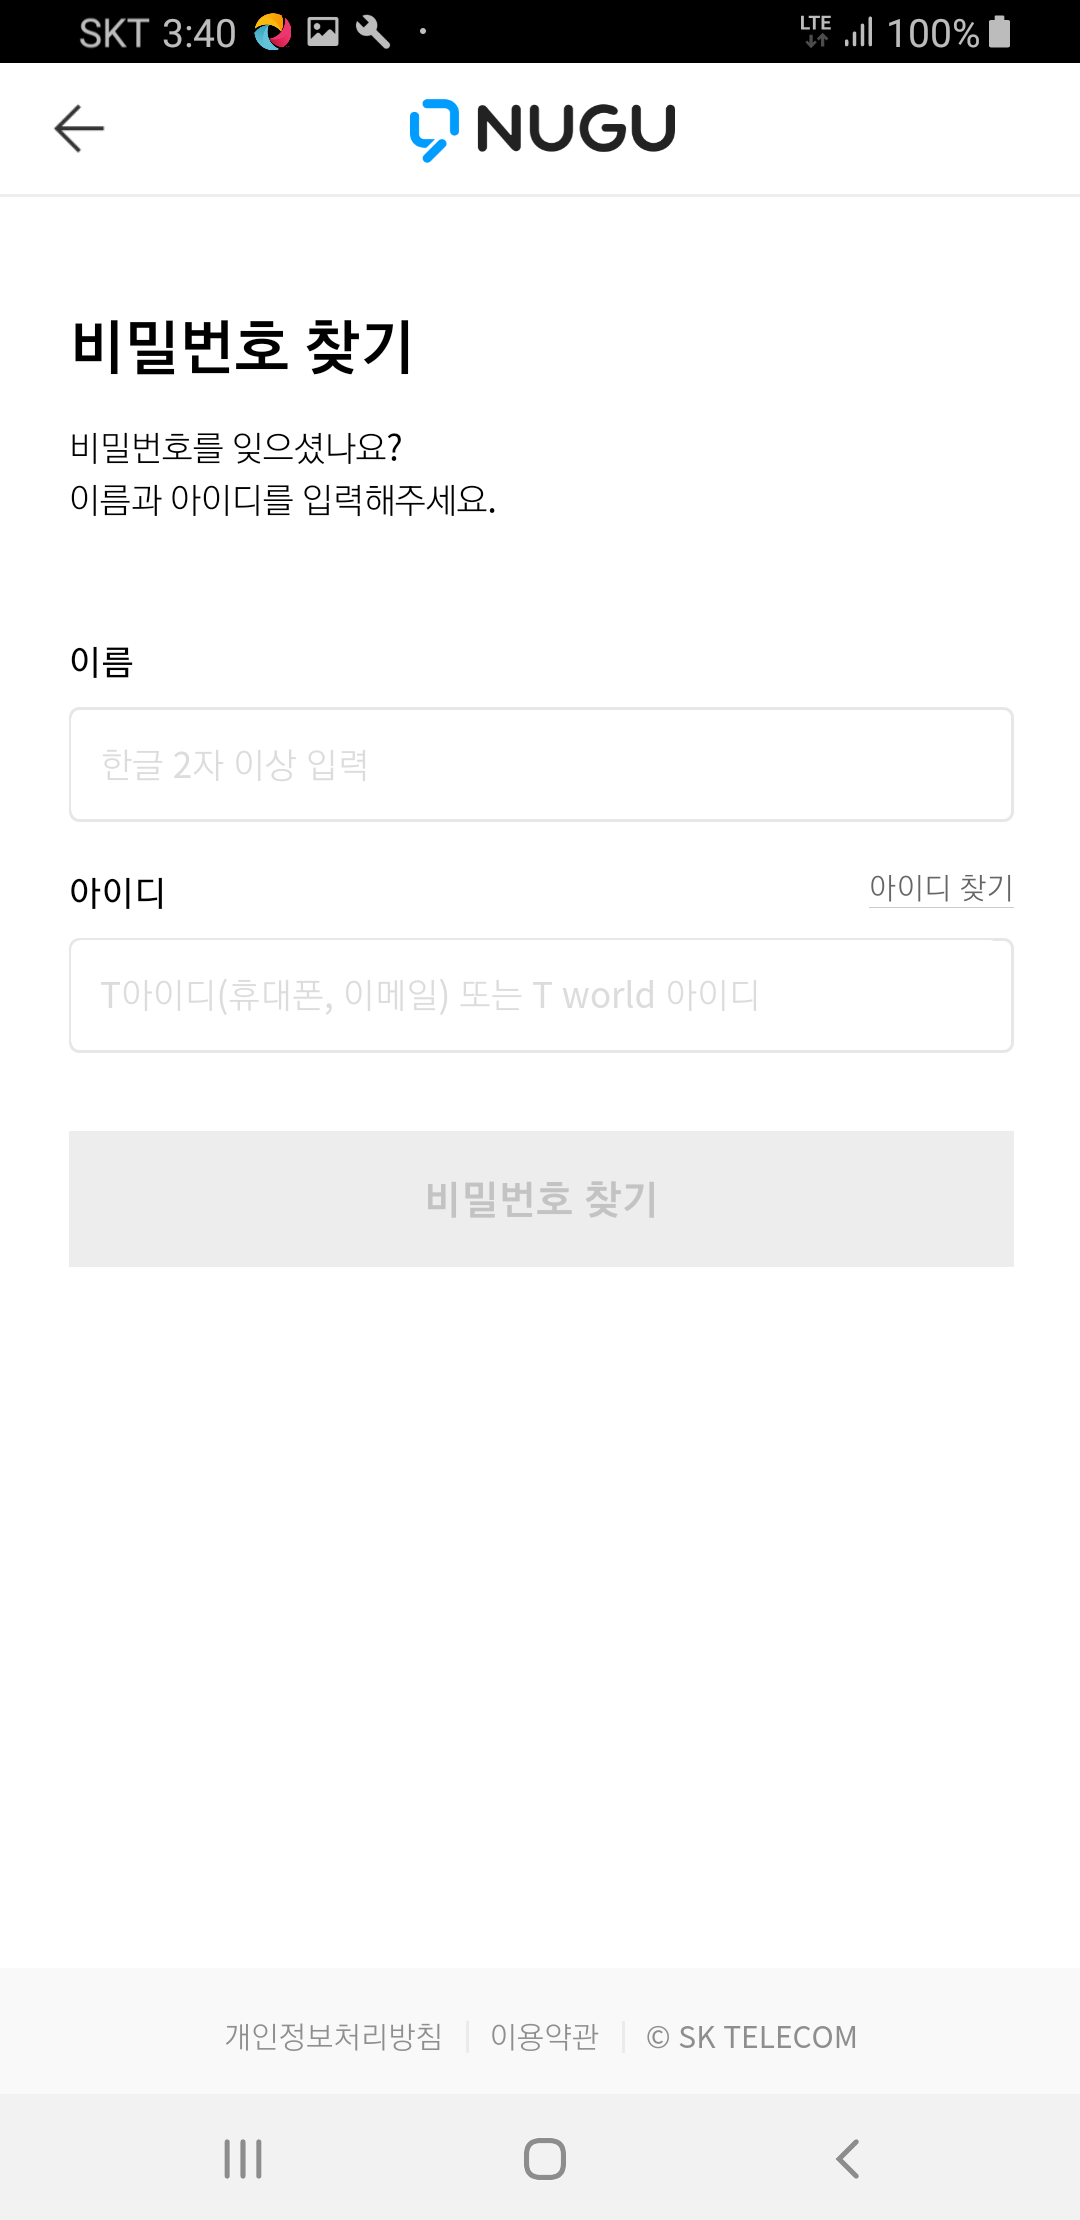 SKT 3:40 LTE 100%
NUGU
비밀번호 찾기
비밀번호를 잊으셨나요?
이름과 아이디를 입력해주세요.
이름
한글 2자 이상 입력
아이디 아이디 찾기
T아이디(휴대폰, 이메일) 또는 T world 아이디
비밀번호 찾기
개인정보처리방침 | 이용약관 | © SK TELECOM